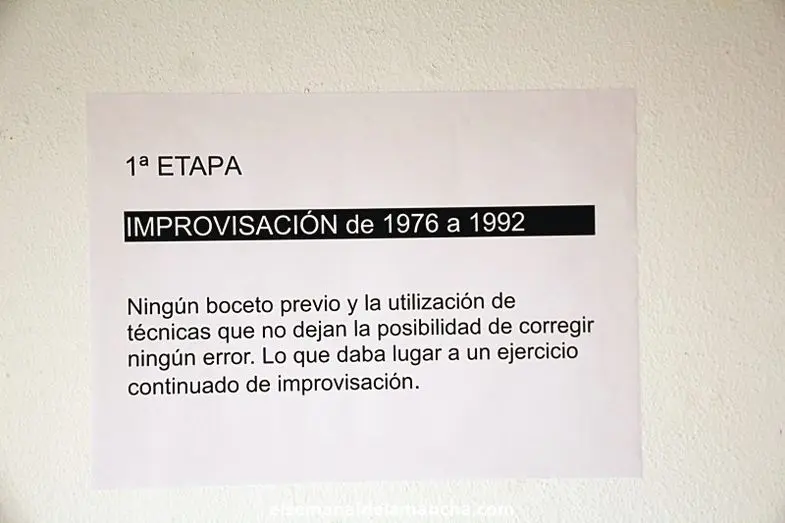 1ª ETAPA
IMPROVISACIÓN de 1976 a 1992
Ningún boceto previo y la utilización de
técnicas que no dejan la posibilidad de corregir
ningún error. Lo que daba lugar a un ejercicio
continuado de improvisación.
elsemanaldelamancha.com